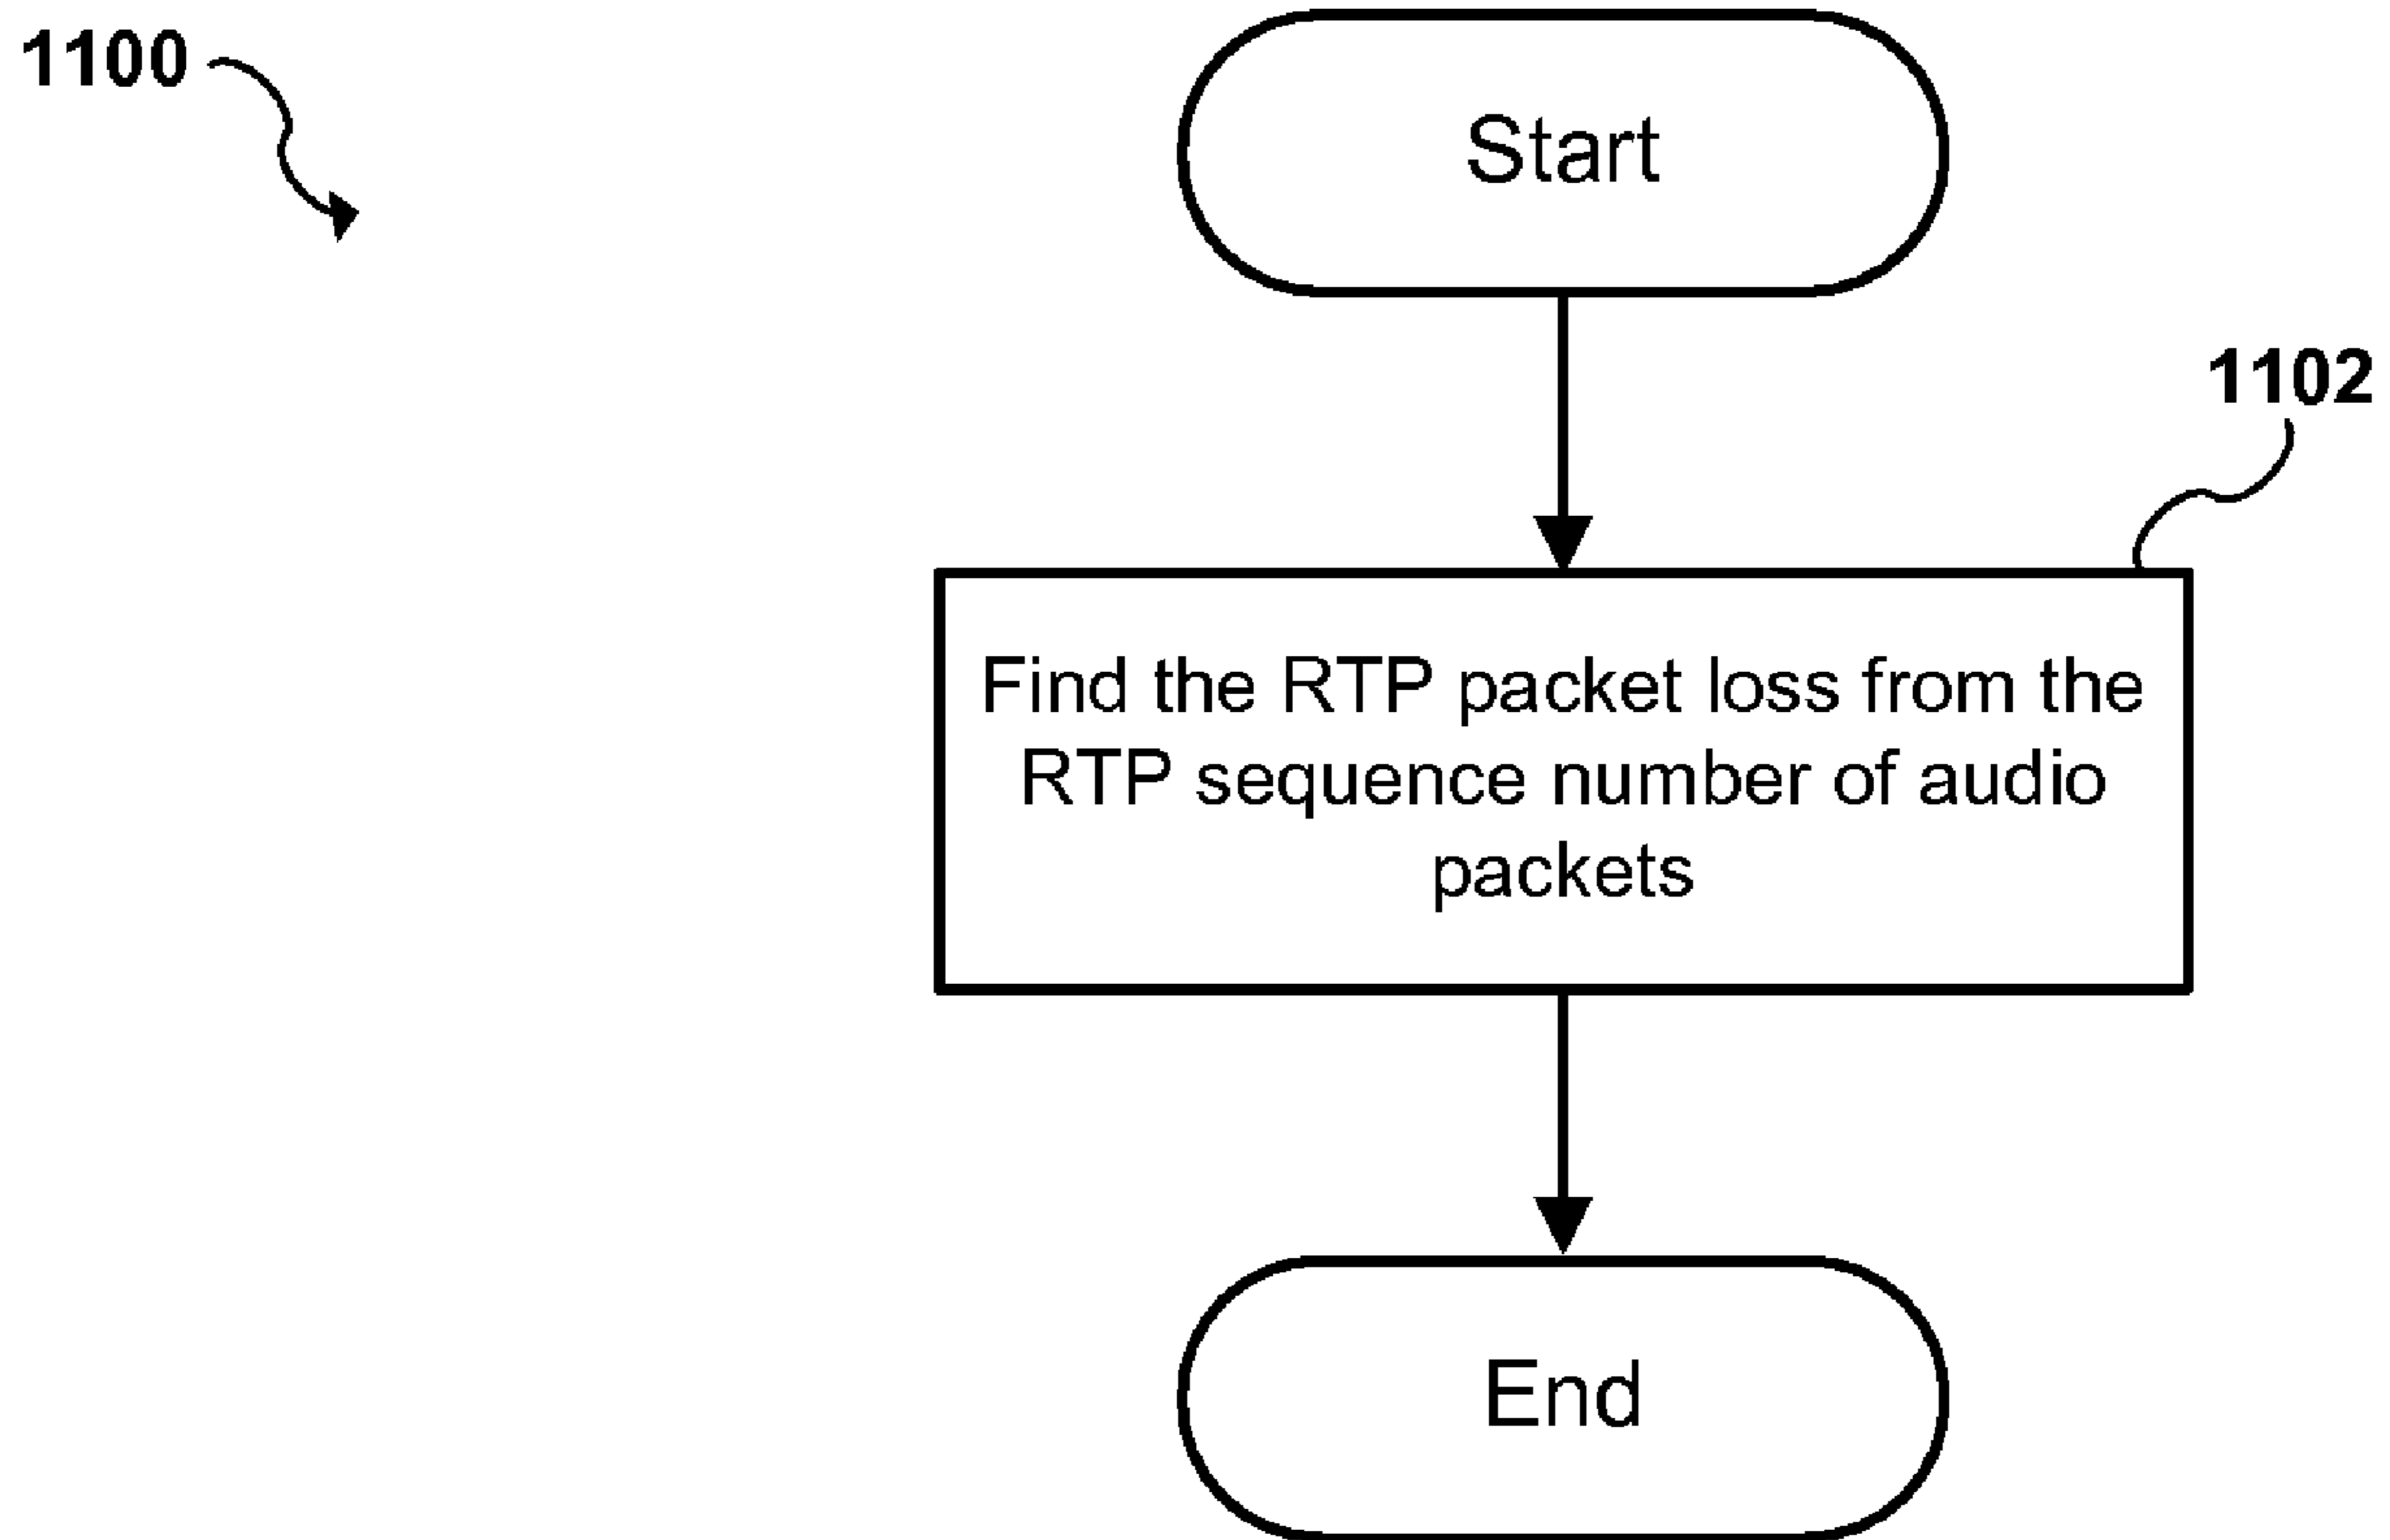 1100
Start
1102
Find the RTP packet loss from the
RTP sequence number of audio
packets
End